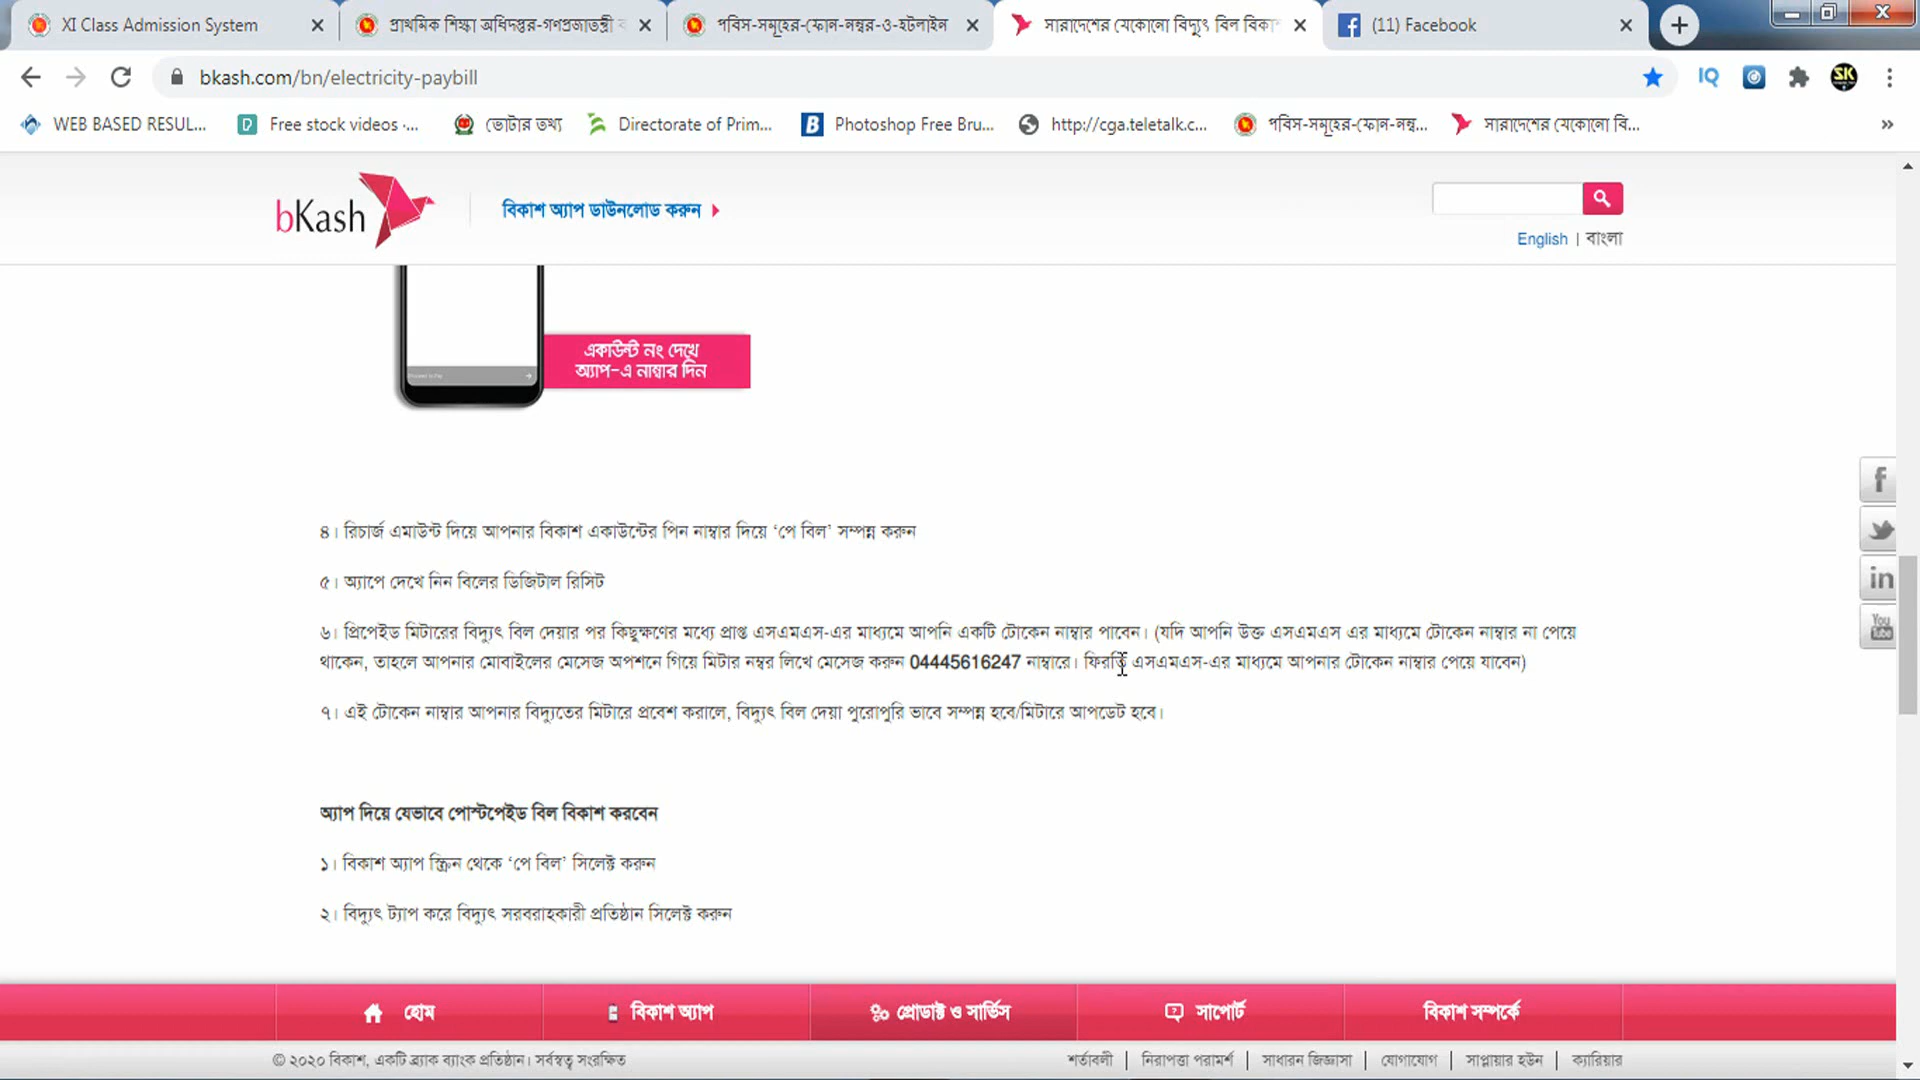 XI Class Admission System
প্রাথমিক শিক্ষা অধিদপ্তর-গণপ্রজাতন্ত্রী
পবিস-সমূহের-ফোন-নম্বর-ও-হটলাইন
সারাদেশের যেকোনো বিদ্যুৎ বিল বিকা
(11) Facebook
bkash.com/bn/electricity-paybill
IQ
SK
WEB BASED RESUL...
Free stock videos ·...
ভোটার তথ্য
Directorate of Prim...
Photoshop Free Bru...
http://cga.teletalk.c...
পবিস-সমূহের-ফোন-নম্ব...
সারাদেশের যেকোনো বি...
bKash
বিকাশ অ্যাপ ডাউনলোড করুন
English | বাংলা
একাউন্ট নং দেখে
অ্যাপ-এ নাম্বার দিন
৪। রিচার্জ এমাউন্ট দিয়ে আপনার বিকাশ একাউন্টের পিন নাম্বার দিয়ে ‘পে বিল’ সম্পন্ন করুন
৫। অ্যাপে দেখে নিন বিলের ডিজিটাল রিসিট
৬। প্রিপেইড মিটারের বিদ্যুৎ বিল দেয়ার পর কিছুক্ষণের মধ্যে প্রাপ্ত এসএমএস-এর মাধ্যমে আপনি একটি টোকেন নাম্বার পাবেন। (যদি আপনি উক্ত এসএমএস এর মাধ্যমে টোকেন নাম্বার না পেয়ে
থাকেন, তাহলে আপনার মোবাইলের মেসেজ অপশনে গিয়ে মিটার নম্বর লিখে মেসেজ করুন 04445616247 নাম্বারে। ফিরতি এসএমএস-এর মাধ্যমে আপনার টোকেন নাম্বার পেয়ে যাবেন)
৭। এই টোকেন নাম্বার আপনার বিদ্যুতের মিটারে প্রবেশ করালে, বিদ্যুৎ বিল দেয়া পুরোপুরি ভাবে সম্পন্ন হবে/মিটারে আপডেট হবে।
অ্যাপ দিয়ে যেভাবে পোস্টপেইড বিল বিকাশ করবেন
১। বিকাশ অ্যাপ স্ক্রিন থেকে ‘পে বিল’ সিলেক্ট করুন
২। বিদ্যুৎ ট্যাপ করে বিদ্যুৎ সরবরাহকারী প্রতিষ্ঠান সিলেক্ট করুন
হোম
বিকাশ অ্যাপ
প্রোডাক্ট ও সার্ভিস
সাপোর্ট
বিকাশ সম্পর্কে
© ২০২০ বিকাশ, একটি ব্র্যাক ব্যাংক প্রতিষ্ঠান। সর্বস্বত্ব সংরক্ষিত
শর্তাবলী | নিরাপত্তা পরামর্শ | সাধারন জিজ্ঞাসা | যোগাযোগ | সাপ্লায়ার হউন | ক্যারিয়ার
f
in
You
Tube